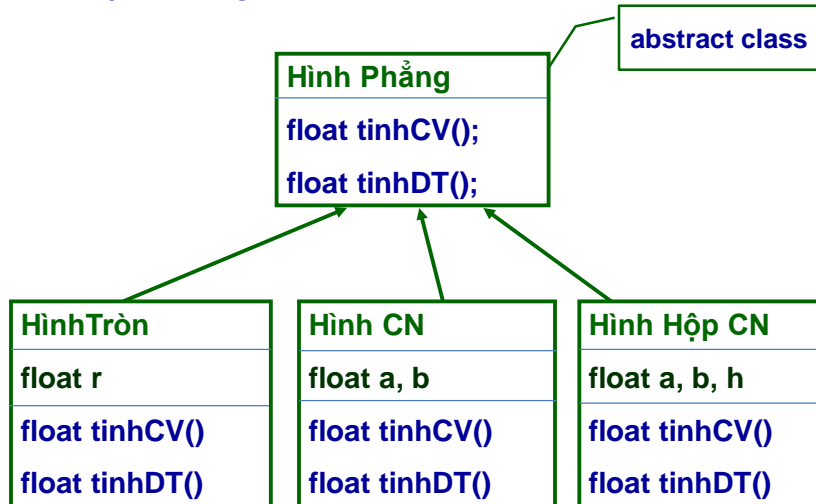 abstract class
Hình Phẳng
float tinhCV();
float tinhDT();
HìnhTròn
float r
float tinhCV()
float tinhDT()
Hình CN
float a, b
float tinhCV()
float tinhDT()
Hình Hộp CN
float a, b, h
float tinhCV()
float tinhDT()